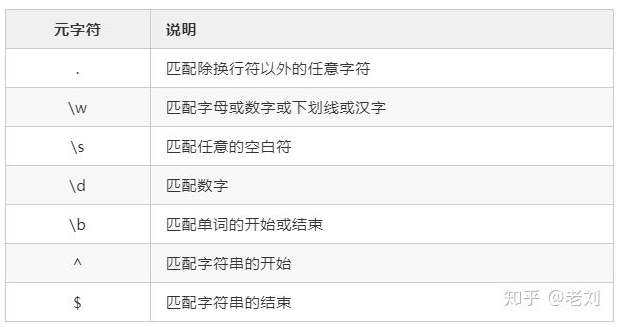 元字符 说明
. 匹配除换行符以外的任意字符
\w 匹配字母或数字或下划线或汉字
\s 匹配任意的空白符
\d 匹配数字
\b 匹配单词的开始或结束
^ 匹配字符串的开始
$ 匹配字符串的结束
知乎 @老刘